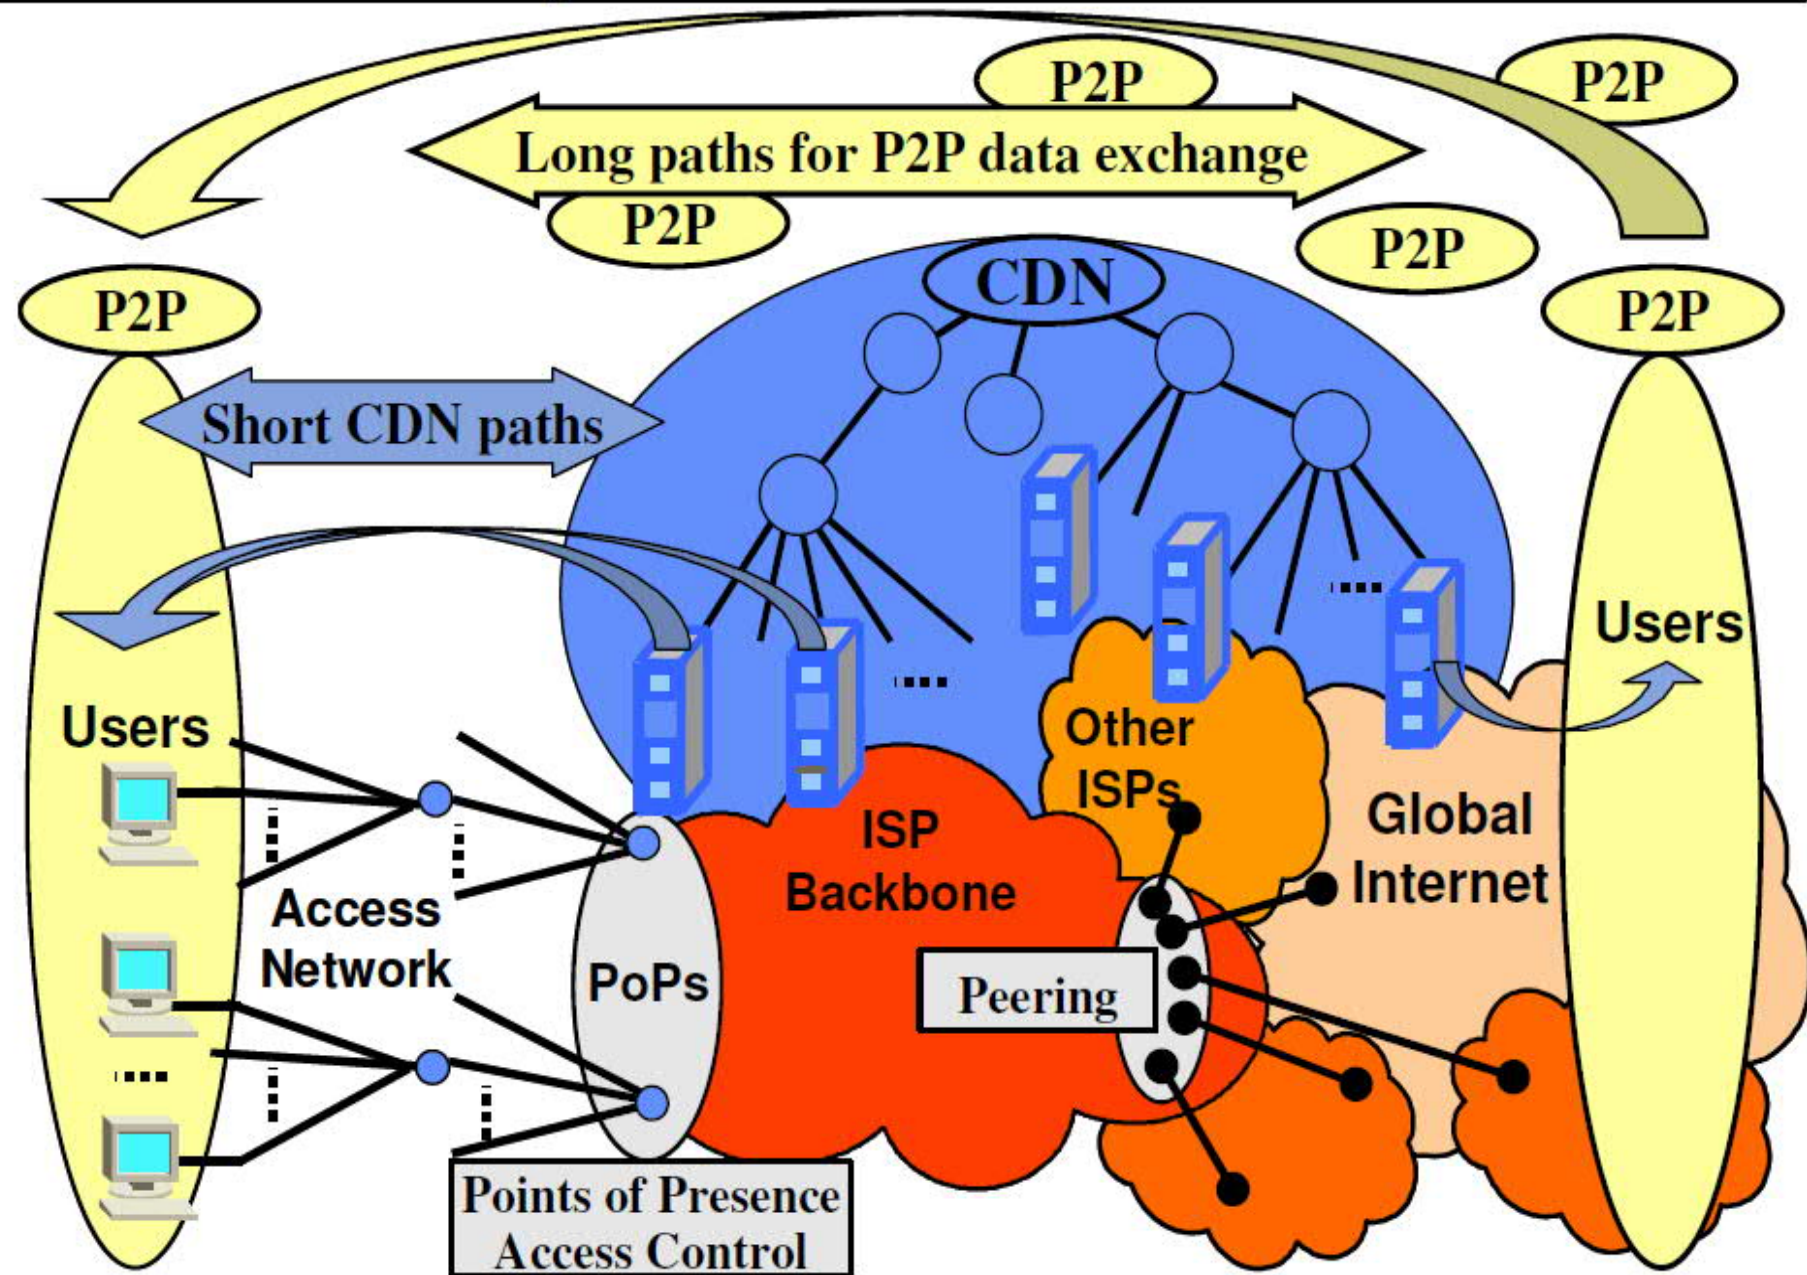 P2P
P2P
Long paths for P2P data exchange
P2P
P2P
CDN
P2P
P2P
Short CDN paths
Users
Users
Other
ISPs
Global
Internet
ISP
Backbone
Access
Network
PoPs
Peering
Points of Presence
Access Control